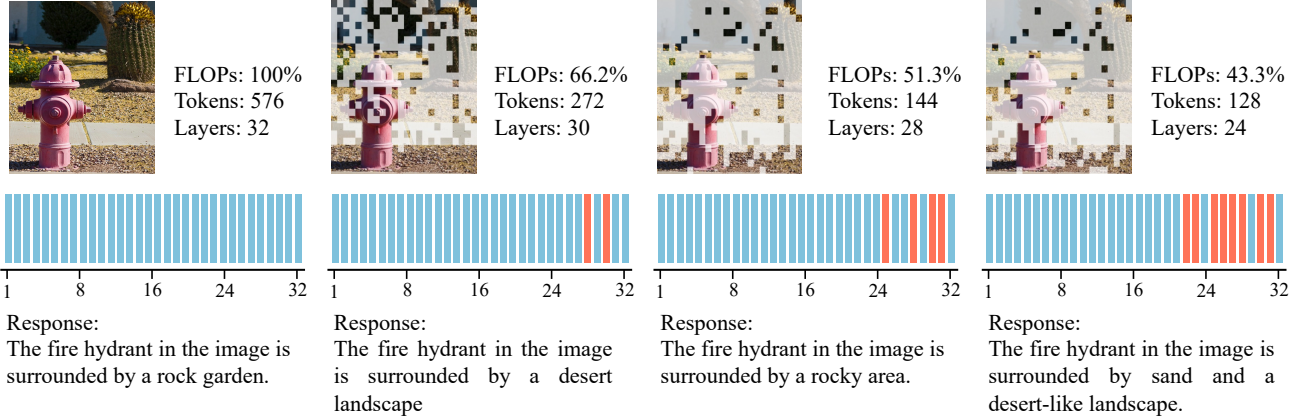 FLOPs: 100%
Tokens: 576
Layers: 32
FLOPs: 66.2%
Tokens: 272
Layers: 30
FLOPs: 51.3%
Tokens: 144
Layers: 28
FLOPs: 43.3%
Tokens: 128
Layers: 24
1 8 16 24 32
1 8 16 24 32
1 8 16 24 32
1 8 16 24 32
Response:
The fire hydrant in the image is
surrounded by a rock garden.
Response:
The fire hydrant in the image
is surrounded by a desert
landscape
Response:
The fire hydrant in the image is
surrounded by a rocky area.
Response:
The fire hydrant in the image is
surrounded by sand and a
desert-like landscape.